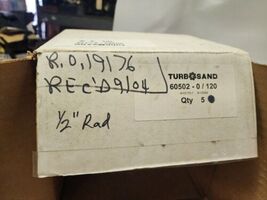 R.O. 19176
REC'D 9/04
1/2" Rad
TURBOSAND
60502 - 0 / 120
Qty 5